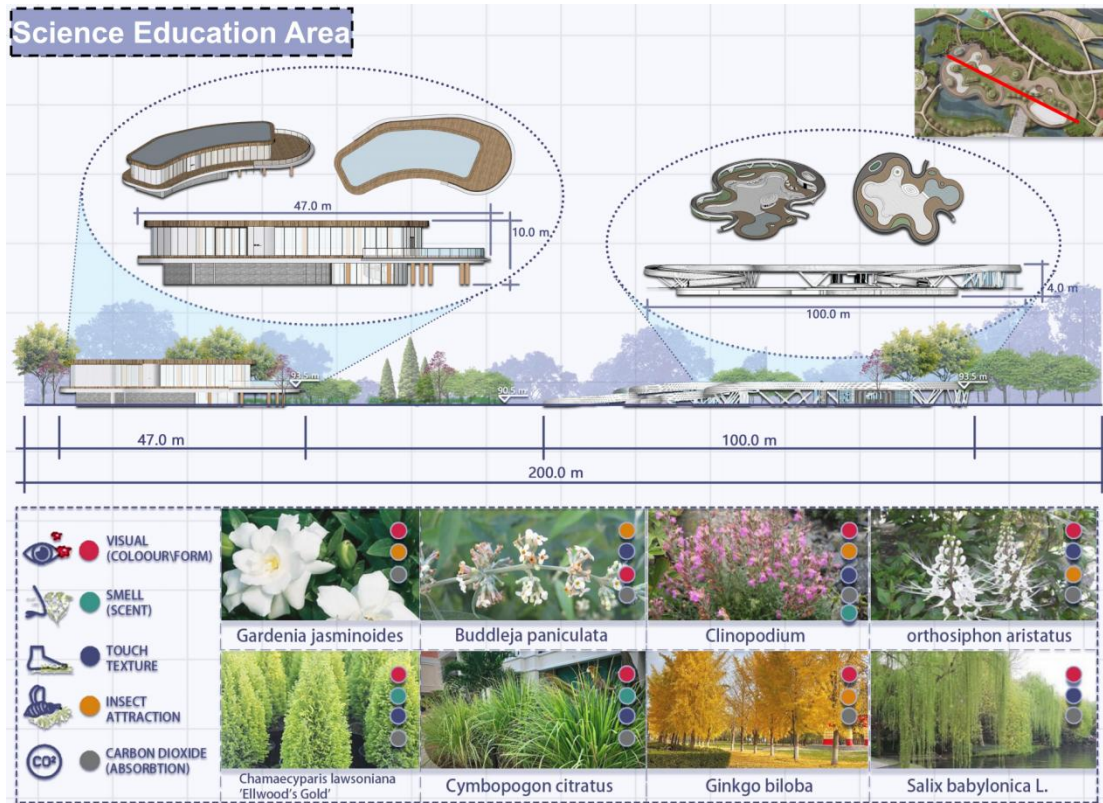 Science Education Area
47.0 m
10.0 m
4.0 m
100.0 m
93.5 m
90.5 m
93.5 m
47.0 m
100.0 m
200.0 m
VISUAL
(COLOUR\FORM)
SMELL
(SCENT)
TOUCH
TEXTURE
INSECT
ATTRACTION
CO²
CARBON DIOXIDE
(ABSORBTION)
Gardenia jasminoides
Buddleja paniculata
Clinopodium
orthosiphon aristatus
Chamaecyparis lawsoniana
'Ellwood's Gold'
Cymbopogon citratus
Ginkgo biloba
Salix babylonica L.